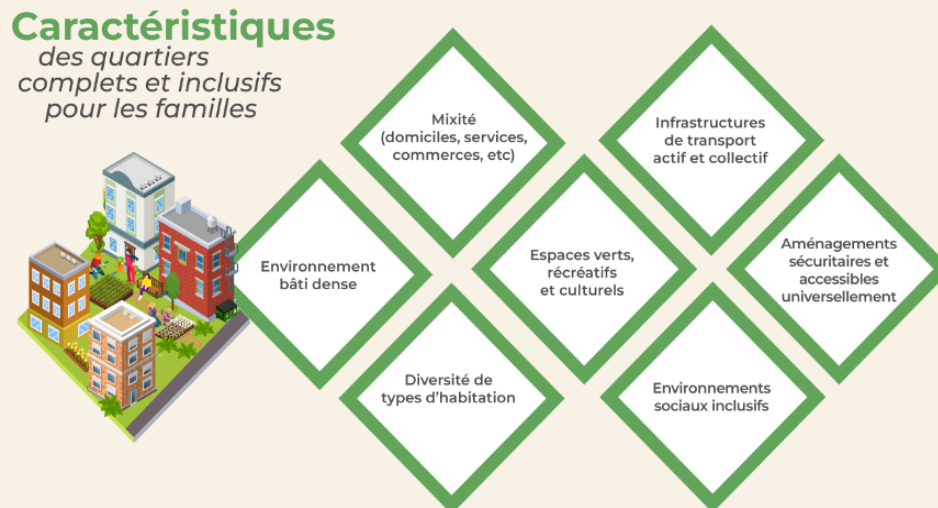 Caractéristiques
des quartiers
complets et inclusifs
pour les familles
Mixité
(domiciles, services,
commerces, etc)
Infrastructures
de transport
actif et collectif
Environnement
bâti dense
Espaces verts,
récréatifs
et culturels
Aménagements
sécuritaires et
accessibles
universellement
Diversité de
types d'habitation
Environnements
sociaux inclusifs